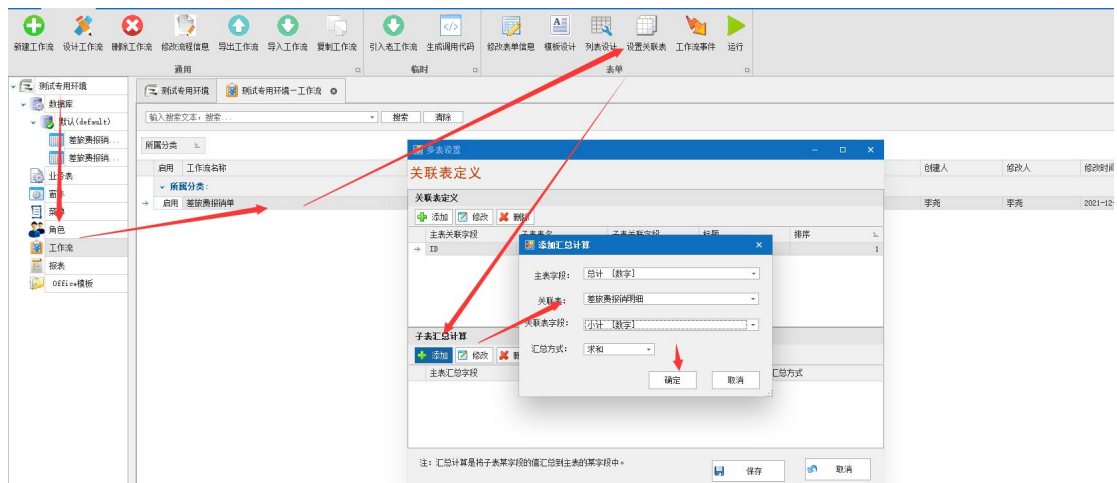 新建工作流 设计工作流 删除工作流 修改流程信息 导出工作流 导入工作流 复制工作流 引入老工作流 生成调用代码 修改表单信息 模板设计 列表设计 设置关联表 工作流事件 运行
通用 临时 表单
测试专用环境
数据库
默认(default)
差旅费报销...
差旅费报销...
业务表
角色
工作流
报表
Office模板
测试专用环境 测试专用环境-工作流
输入搜索文本，搜索... 搜索 清除
所属分类
启用 工作流名称 创建人 修改人 修改时间
所属分类:
启用 差旅费报销单 李尧 李尧 2021-12-
多表设置
关联表定义
关联表定义
添加 修改 删除
主表关联字段 子表表名 子表关联字段 标题 排序
ID 1
添加汇总计算
主表字段: 总计 [数字]
关联表: 差旅费报销明细
关联表字段: 小计 [数字]
汇总方式: 求和
确定 取消
子表汇总计算
添加 修改
主表汇总字段 汇总方式
注: 汇总计算是将子表某字段的值汇总到主表的某字段中。
保存 取消